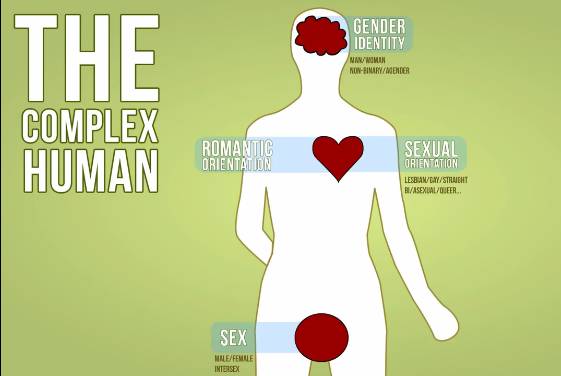 THE
COMPLEX
HUMAN
GENDER
IDENTITY
MAN/WOMAN
NON-BINARY/AGENDER
ROMANTIC
ORIENTATION
SEXUAL
ORIENTATION
LESBIAN/GAY/STRAIGHT
BI/ASEXUAL/QUEER...
SEX
MALE/FEMALE
INTERSEX